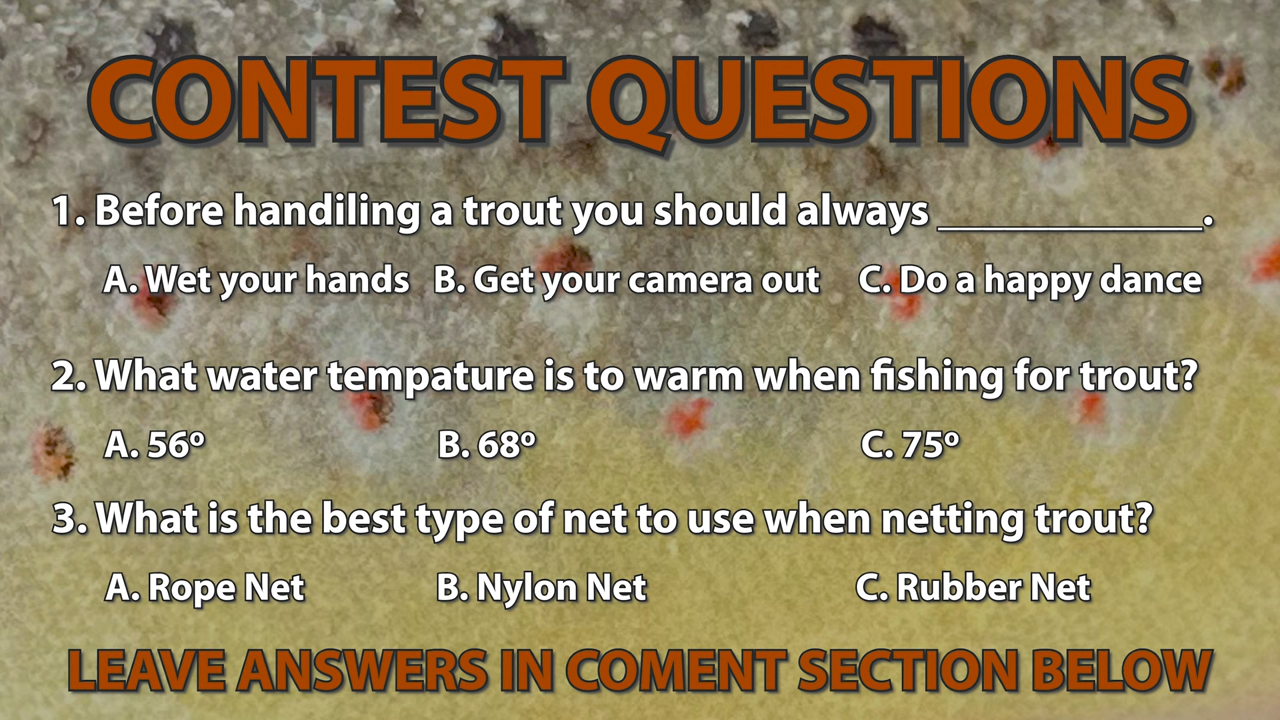 CONTEST QUESTIONS
1. Before handiling a trout you should always ____________.
A. Wet your hands B. Get your camera out C. Do a happy dance
2. What water tempature is to warm when fishing for trout?
A. 56º B. 68º C. 75º
3. What is the best type of net to use when netting trout?
A. Rope Net B. Nylon Net C. Rubber Net
LEAVE ANSWERS IN COMENT SECTION BELOW